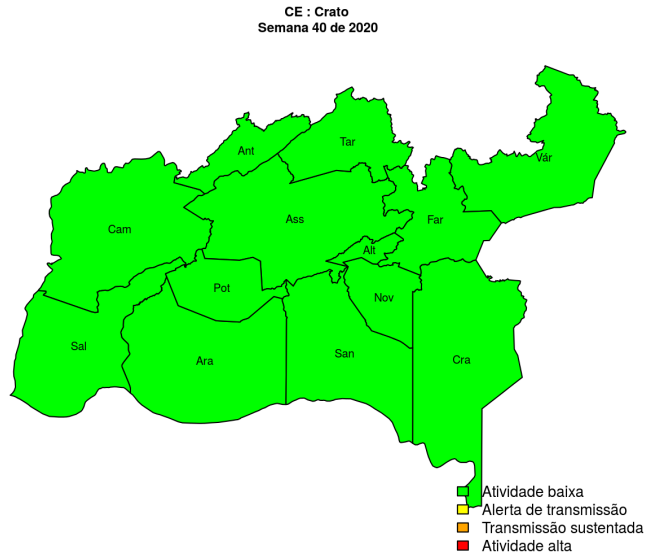 CE : Crato
Semana 40 de 2020
Ant
Tar
Vár
Cam
Ass
Far
Alt
Pot
Nov
Sal
Ara
San
Cra
Atividade baixa
Alerta de transmissão
Transmissão sustentada
Atividade alta